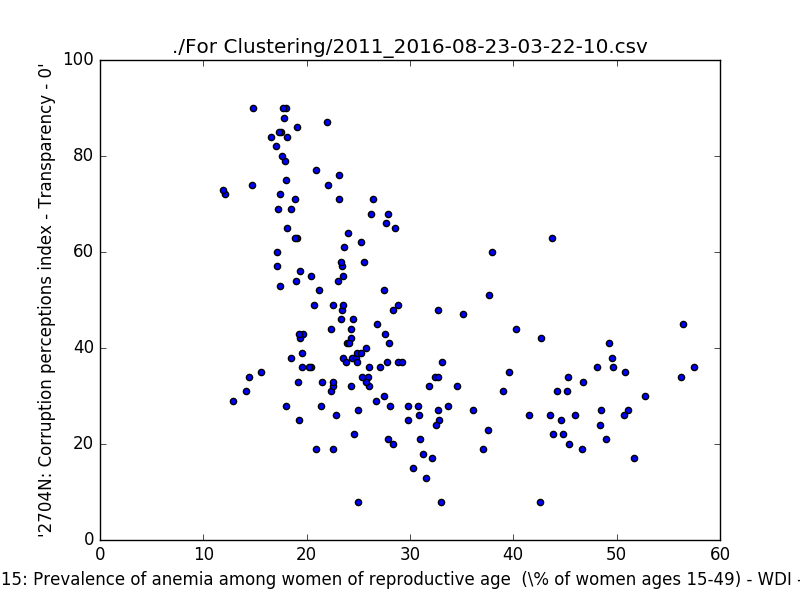 ./For Clustering/2011_2016-08-23-03-22-10.csv
100
80
60
40
20
0
'2704N: Corruption perceptions index - Transparency - 0'
0 10 20 30 40 50 60
15: Prevalence of anemia among women of reproductive age (\% of women ages 15-49) - WDI -